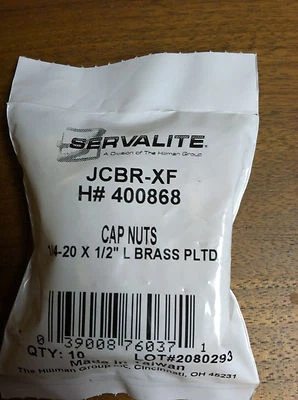 SERVALITE
A Division of The Hillman Group
JCBR-XF
H# 400868
CAP NUTS
1/4-20 X 1/2" L BRASS PLTD
0 39008 76037 1
QTY: 10 LOT#2080293
Made in Taiwan
The Hillman Group Inc, Cincinnati, OH 45231